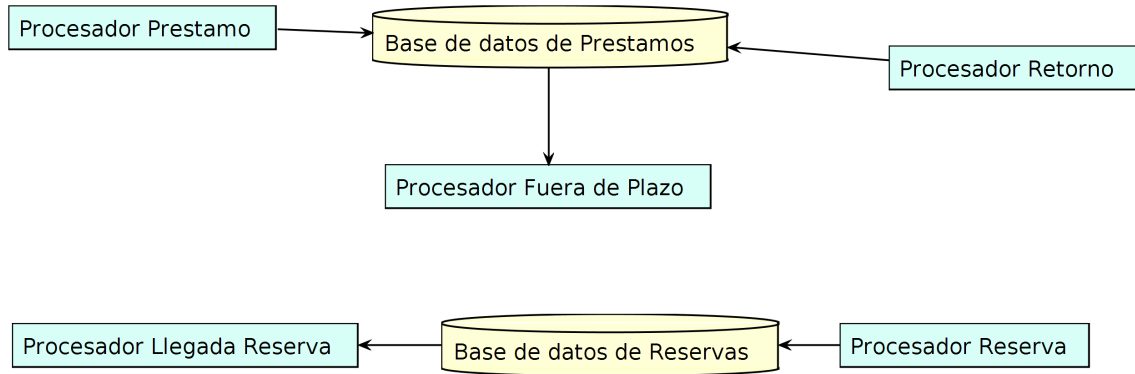 Procesador Prestamo
Base de datos de Prestamos
Procesador Retorno
Procesador Fuera de Plazo
Procesador Llegada Reserva
Base de datos de Reservas
Procesador Reserva